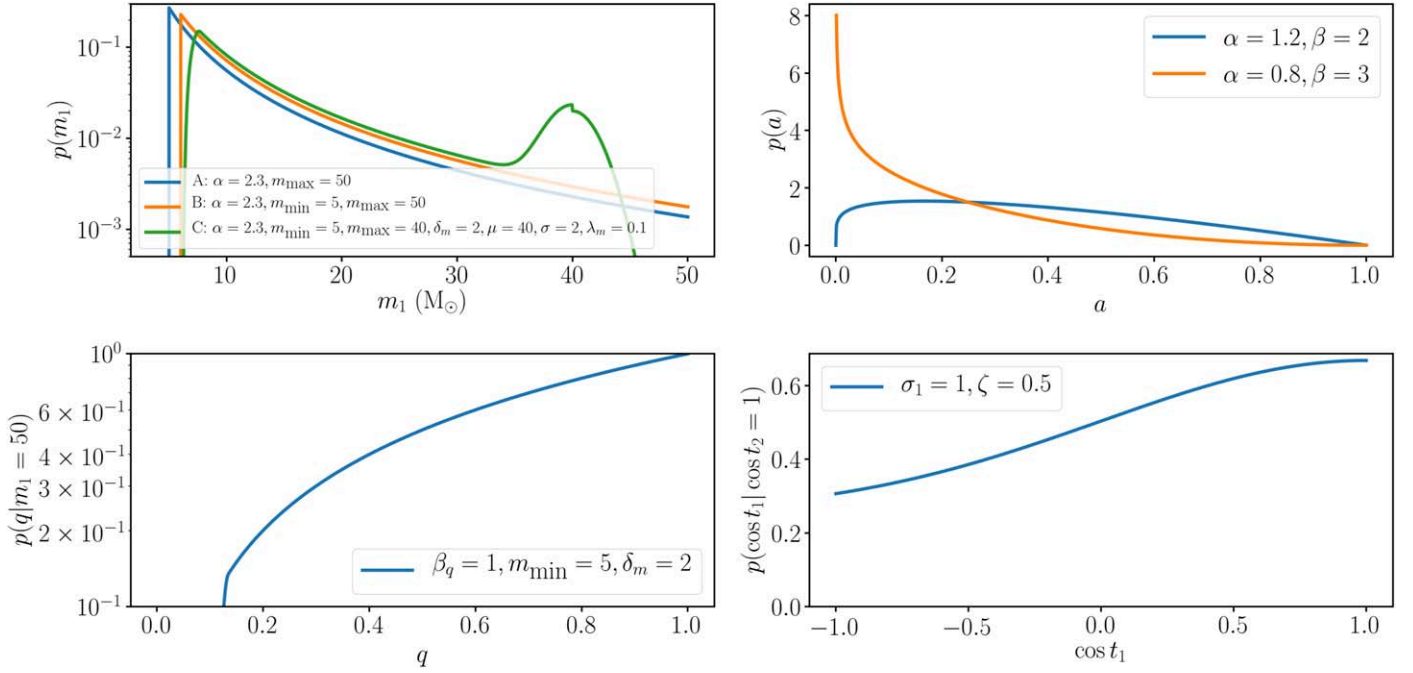 10⁻¹
10⁻²
10⁻³
p(m₁)
A: α = 2.3, m_max = 50
B: α = 2.3, m_min = 5, m_max = 50
C: α = 2.3, m_min = 5, m_max = 40, δ_m = 2, μ = 40, σ = 2, λ_m = 0.1
10 20 30 40 50
m₁ (M_⊙)
8
6
4
2
0
p(a)
α = 1.2, β = 2
α = 0.8, β = 3
0.0 0.2 0.4 0.6 0.8 1.0
a
10⁰
6 × 10⁻¹
4 × 10⁻¹
3 × 10⁻¹
2 × 10⁻¹
10⁻¹
p(q|m₁ = 50)
β_q = 1, m_min = 5, δ_m = 2
0.0 0.2 0.4 0.6 0.8 1.0
q
0.6
0.4
0.2
0.0
p(cos t₁| cos t₂ = 1)
σ₁ = 1, ζ = 0.5
−1.0 −0.5 0.0 0.5 1.0
cos t₁